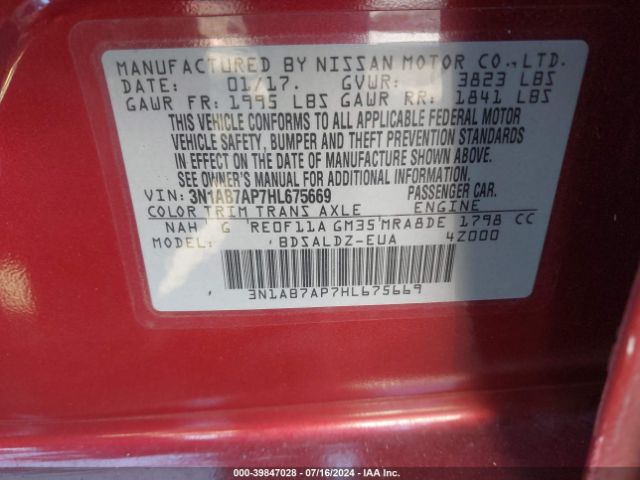 MANUFACTURED BY NISSAN MOTOR CO., LTD.
DATE: 01/17. GVWR: 3823 LBS
GAWR FR: 1995 LBS GAWR RR: 1841 LBS
THIS VEHICLE CONFORMS TO ALL APPLICABLE FEDERAL MOTOR
VEHICLE SAFETY, BUMPER AND THEFT PREVENTION STANDARDS
IN EFFECT ON THE DATE OF MANUFACTURE SHOWN ABOVE.
SEE OWNER'S MANUAL FOR ADDITIONAL INFORMATION.
VIN: 3N1AB7AP7HL675669 PASSENGER CAR.
COLOR TRIM TRANS AXLE ENGINE
NAH G RE0F11A GM35 MRA8DE 1798 CC
MODEL: BDSALDZ-EUA 4Z000
3N1AB7AP7HL675669
000-39847028 | 07/16/2024 | IAA Inc.